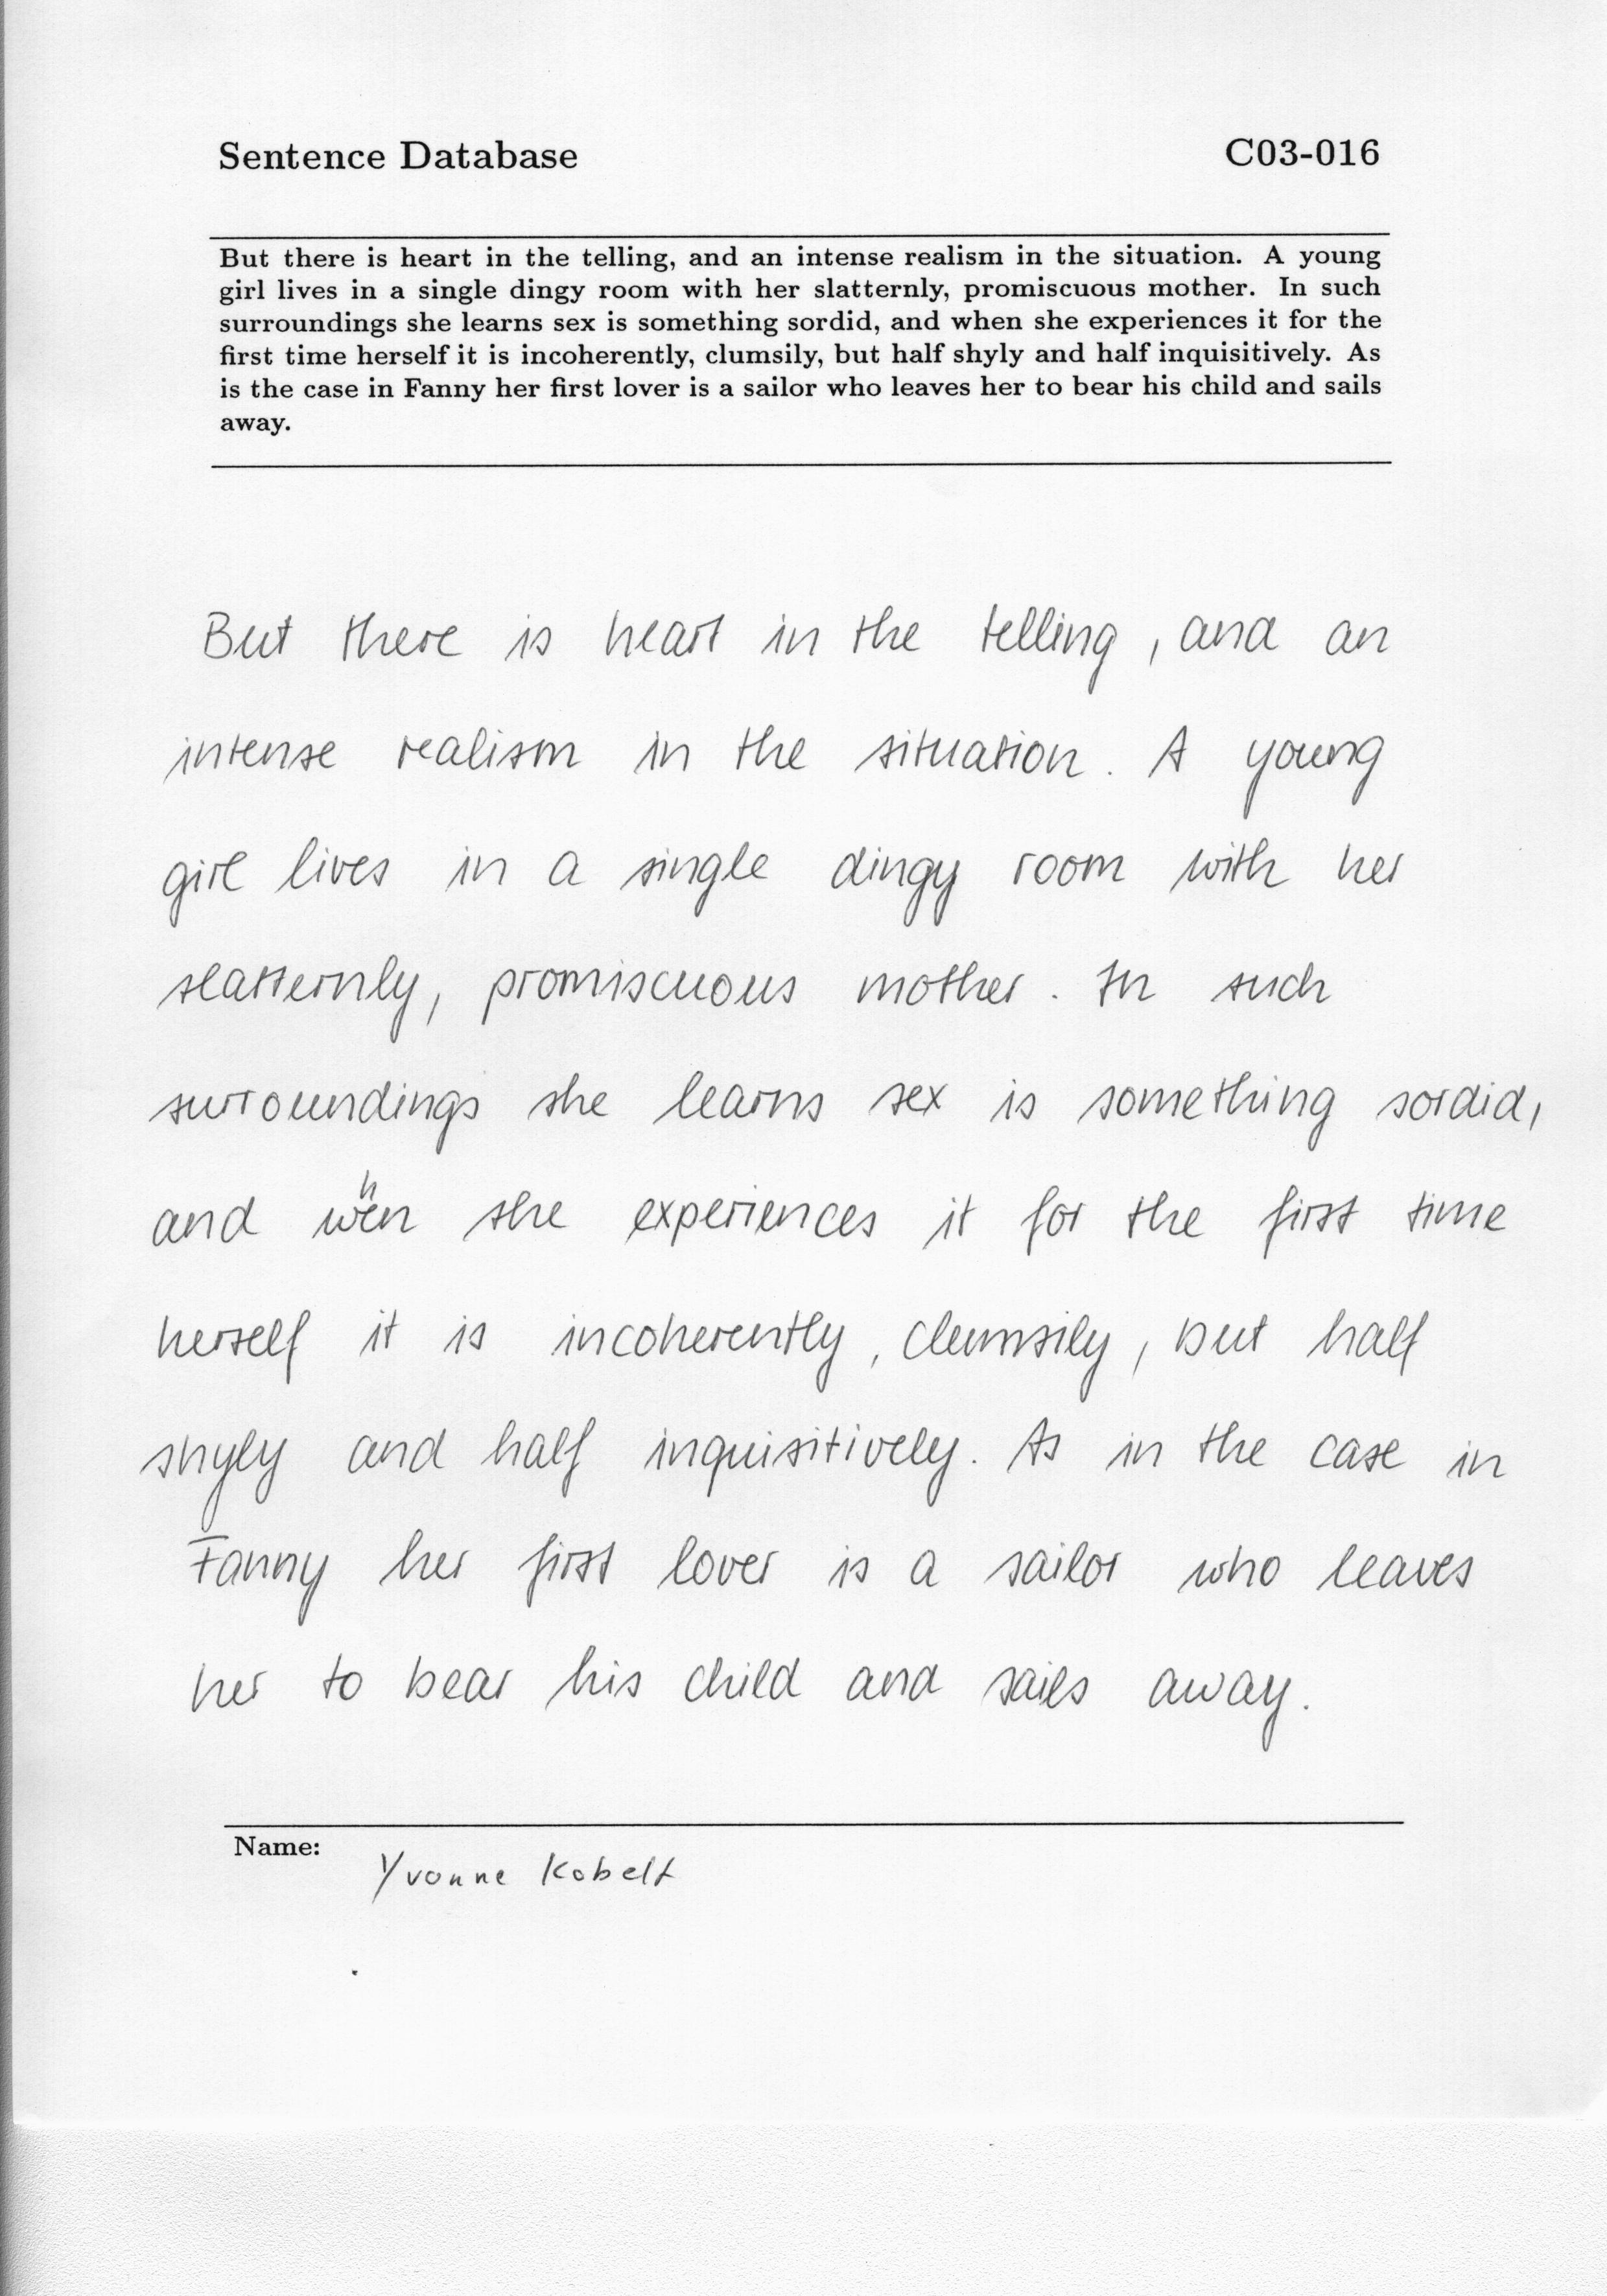 Sentence Database C03-016
But there is heart in the telling, and an intense realism in the situation. A young
girl lives in a single dingy room with her slatternly, promiscuous mother. In such
surroundings she learns sex is something sordid, and when she experiences it for the
first time herself it is incoherently, clumsily, but half shyly and half inquisitively. As
is the case in Fanny her first lover is a sailor who leaves her to bear his child and sails
away.
But there is heart in the telling, and an
intense realism in the situation. A young
girl lives in a single dingy room with her
slatternly, promiscuous mother. In such
surroundings she learns sex is something sordid,
and when she experiences it for the first time
herself it is incoherently, clumsily, but half
shyly and half inquisitively. As in the case in
Fanny her first lover is a sailor who leaves
her to bear his child and sails away.
Name: Yvonne Kobelt